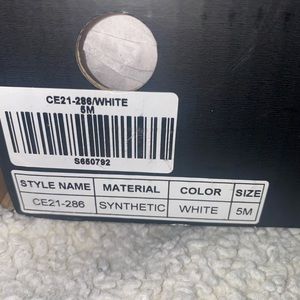 CE21-286/WHITE
5M
S650792
STYLE NAME MATERIAL COLOR SIZE
CE21-286 SYNTHETIC WHITE 5M